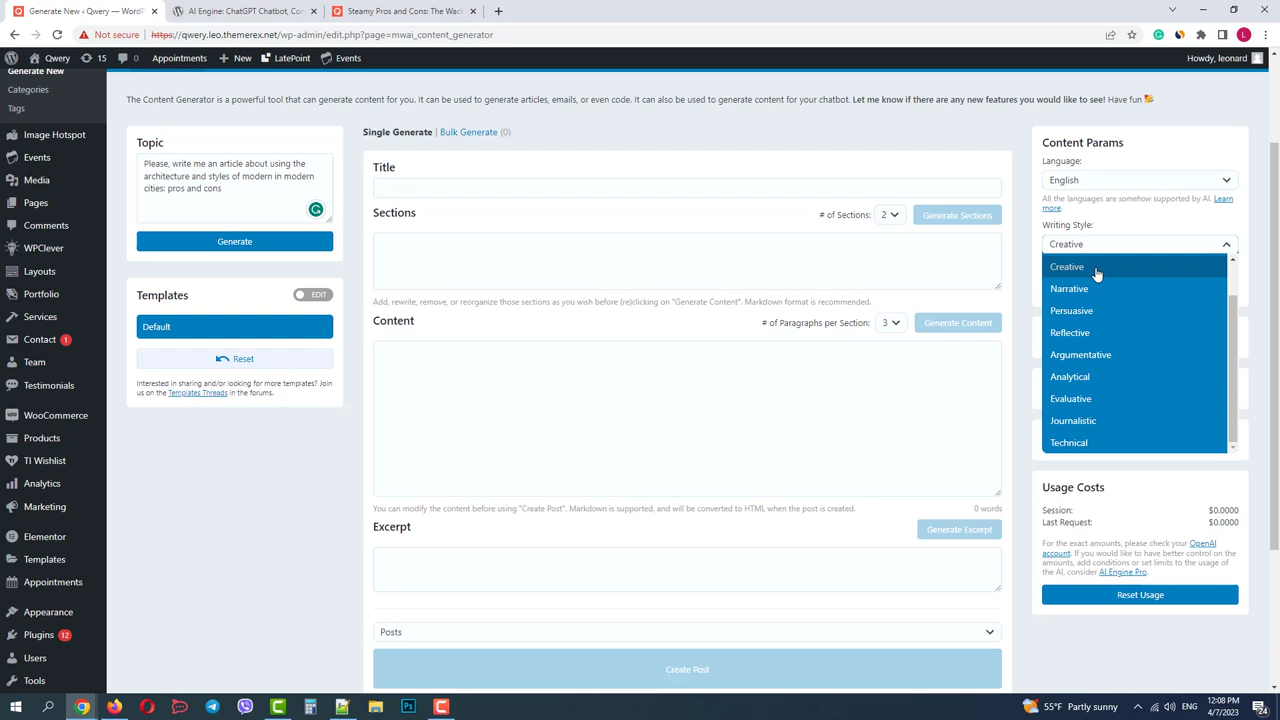 Generate New ‹ Qwery — WordPr
AI Engine: ChatGPT Chatbot, Con
Steamy Pros and Cons: The Wack
Not secure
https://qwery.leo.themerex.net/wp-admin/edit.php?page=mwai_content_generator
Qwery
15
0
Appointments
New
LatePoint
Events
Howdy, leonard
Generate New
Categories
Tags
Image Hotspot
Events
Media
Pages
Comments
WPClever
Layouts
Portfolio
Services
Contact 1
Team
Testimonials
WooCommerce
Products
TI Wishlist
Analytics
Marketing
Elementor
Templates
Appointments
Appearance
Plugins 12
Users
Tools
The Content Generator is a powerful tool that can generate content for you. It can be used to generate articles, emails, or even code. It can also be used to generate content for your chatbot. Let me know if there are any new features you would like to see! Have fun
Topic
Please, write me an article about using the
architecture and styles of modern in modern
cities: pros and cons
Generate
Templates
EDIT
Default
Reset
Interested in sharing and/or looking for more templates? Join
us on the Templates Threads in the forums.
Single Generate | Bulk Generate (0)
Title
Sections
# of Sections: 2
Generate Sections
Add, rewrite, remove, or reorganize those sections as you wish before (re)clicking on "Generate Content". Markdown format is recommended.
Content
# of Paragraphs per Section: 3
Generate Content
You can modify the content before using "Create Post". Markdown is supported, and will be converted to HTML when the post is created.
0 words
Excerpt
Generate Excerpt
Posts
Create Post
Content Params
Language:
English
All the languages are somehow supported by AI. Learn
more.
Writing Style:
Creative
Creative
Narrative
Persuasive
Reflective
Argumentative
Analytical
Evaluative
Journalistic
Technical
Usage Costs
Session: $0.0000
Last Request: $0.0000
For the exact amounts, please check your OpenAI
account. If you would like to have better control on the
amounts, add conditions or set limits to the usage of
the AI, consider AI Engine Pro.
Reset Usage
55°F Partly sunny
ENG
12:08 PM
4/7/2023
24